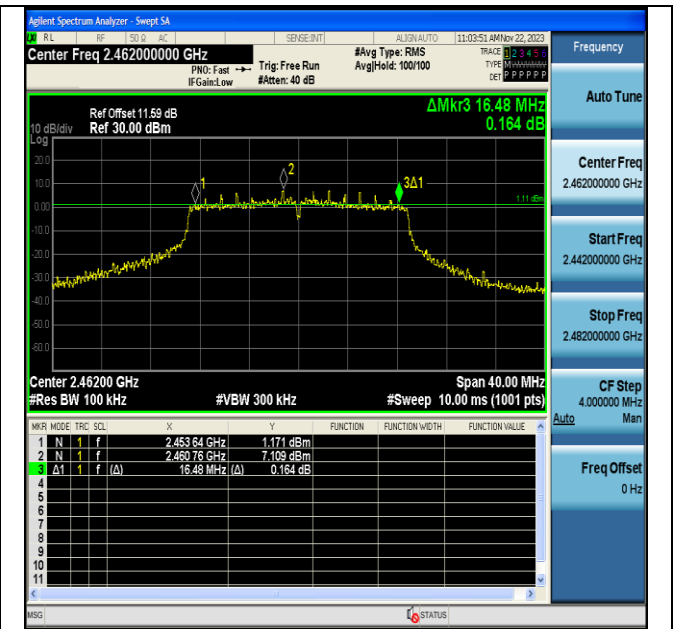 Agilent Spectrum Analyzer - Swept SA
LXI RL RF 50 Ω AC SENSE:INT ALIGN AUTO 11:03:51 AM Nov 22, 2023
Center Freq 2.462000000 GHz #Avg Type: RMS TRACE 1 2 3 4 5 6
PNO: Fast Trig: Free Run Avg|Hold: 100/100 TYPE M
IFGain:Low #Atten: 40 dB DET P P P P P P
ΔMkr3 16.48 MHz
Ref Offset 11.59 dB
10 dB/div Ref 30.00 dBm 0.164 dB
Log
20.0
10.0
0.00
-10.0
-20.0
-30.0
-40.0
-50.0
-60.0
1
2
3Δ1
1.11 dBm
Center 2.46200 GHz Span 40.00 MHz
#Res BW 100 kHz #VBW 300 kHz #Sweep 10.00 ms (1001 pts)
MKR MODE TRC SCL X Y FUNCTION FUNCTION WIDTH FUNCTION VALUE
1 N 1 f 2.453 64 GHz 1.171 dBm
2 N 1 f 2.460 76 GHz 7.109 dBm
3 Δ1 1 f (Δ) 16.48 MHz (Δ) 0.164 dB
4
5
6
7
8
9
10
11
MSG STATUS
Frequency
Auto Tune
Center Freq
2.462000000 GHz
Start Freq
2.442000000 GHz
Stop Freq
2.482000000 GHz
CF Step
4.000000 MHz
Auto Man
Freq Offset
0 Hz